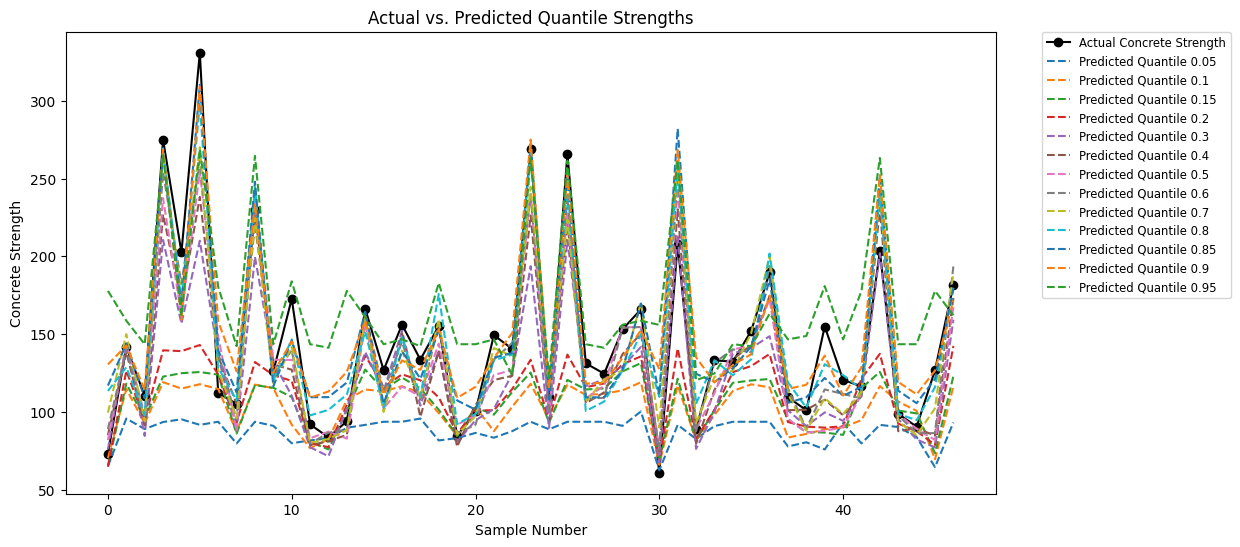 Actual vs. Predicted Quantile Strengths
Concrete Strength
300
250
200
150
100
50
0
10
20
30
40
Sample Number
Actual Concrete Strength
Predicted Quantile 0.05
Predicted Quantile 0.1
Predicted Quantile 0.15
Predicted Quantile 0.2
Predicted Quantile 0.3
Predicted Quantile 0.4
Predicted Quantile 0.5
Predicted Quantile 0.6
Predicted Quantile 0.7
Predicted Quantile 0.8
Predicted Quantile 0.85
Predicted Quantile 0.9
Predicted Quantile 0.95